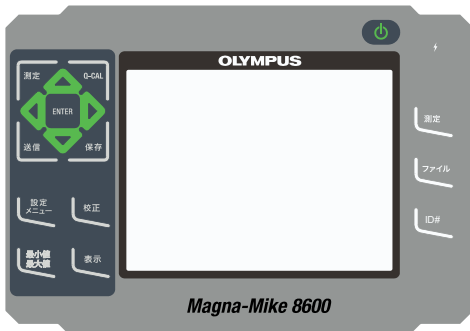 OLYMPUS
測定
Q-CAL
ENTER
送信
保存
設定
メニュー
校正
最小値
最大値
表示
測定
ファイル
ID#
Magna-Mike 8600